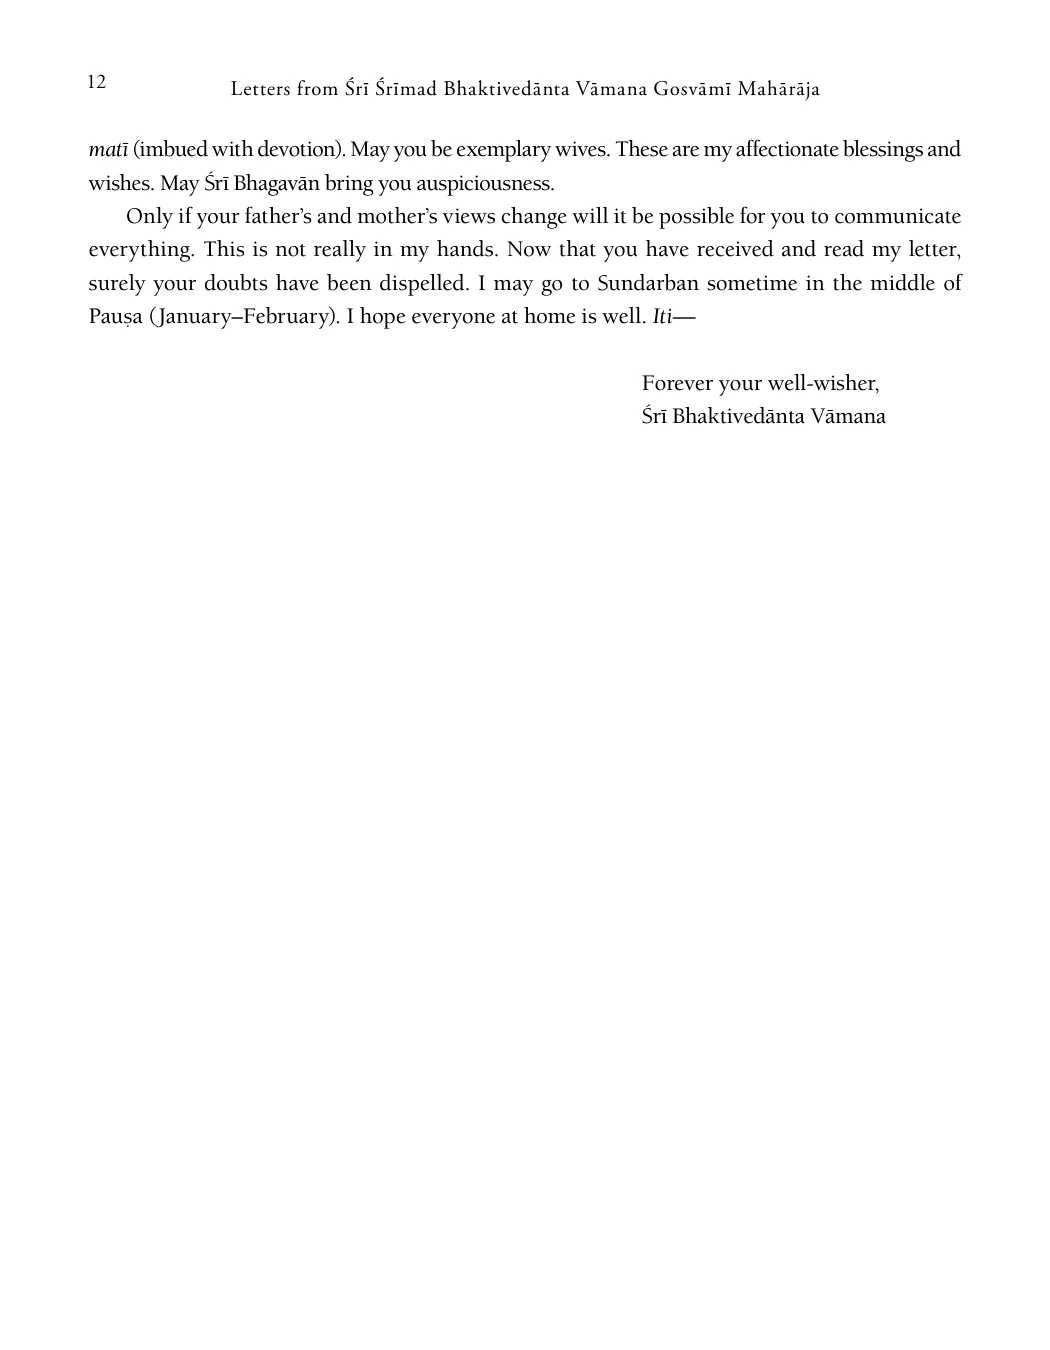 12
Letters from Śrī Śrīmad Bhaktivedānta Vāmana Gosvāmī Mahārāja
matī (imbued with devotion). May you be exemplary wives. These are my affectionate blessings and
wishes. May Śrī Bhagavān bring you auspiciousness.
Only if your father’s and mother’s views change will it be possible for you to communicate
everything. This is not really in my hands. Now that you have received and read my letter,
surely your doubts have been dispelled. I may go to Sundarban sometime in the middle of
Pauṣa (January–February). I hope everyone at home is well. Iti—
Forever your well-wisher,
Śrī Bhaktivedānta Vāmana